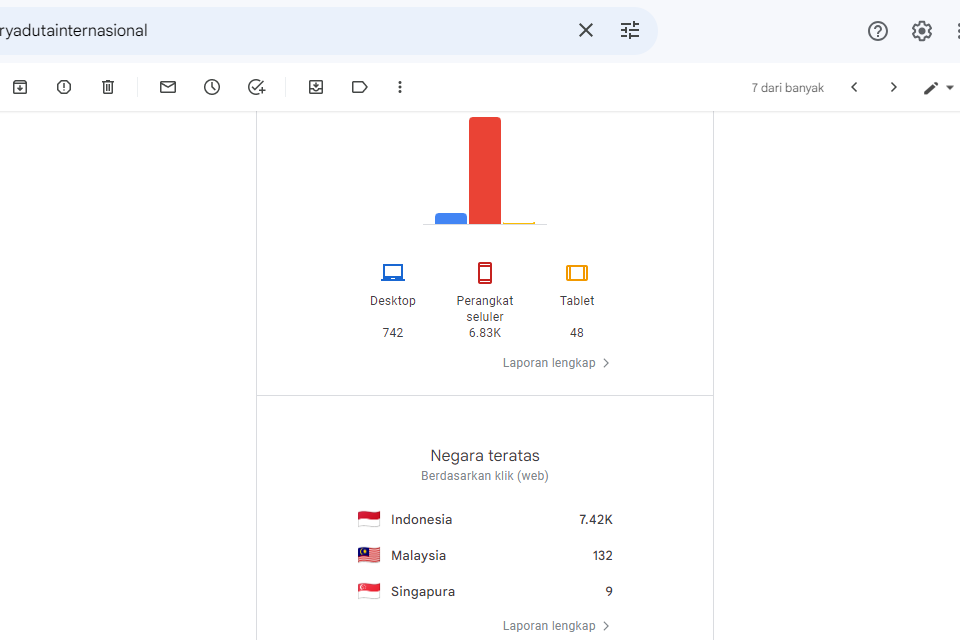 ryadutainternasional
7 dari banyak
Desktop
742
Perangkat
seluler
6.83K
Tablet
48
Laporan lengkap
Negara teratas
Berdasarkan klik (web)
Indonesia 7.42K
Malaysia 132
Singapura 9
Laporan lengkap